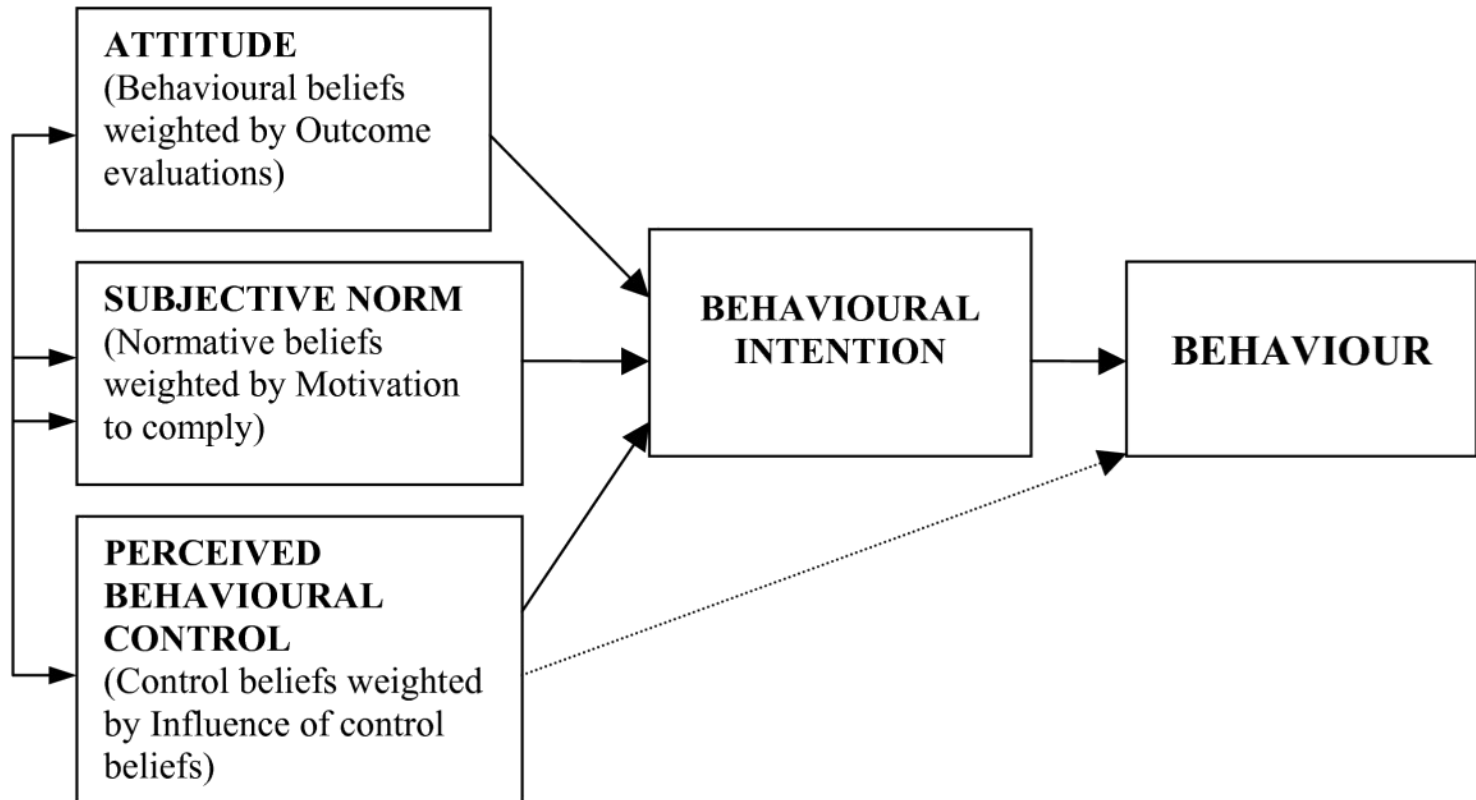 ATTITUDE
(Behavioural beliefs
weighted by Outcome
evaluations)
SUBJECTIVE NORM
(Normative beliefs
weighted by Motivation
to comply)
PERCEIVED
BEHAVIOURAL
CONTROL
(Control beliefs weighted
by Influence of control
beliefs)
BEHAVIOURAL
INTENTION
BEHAVIOUR